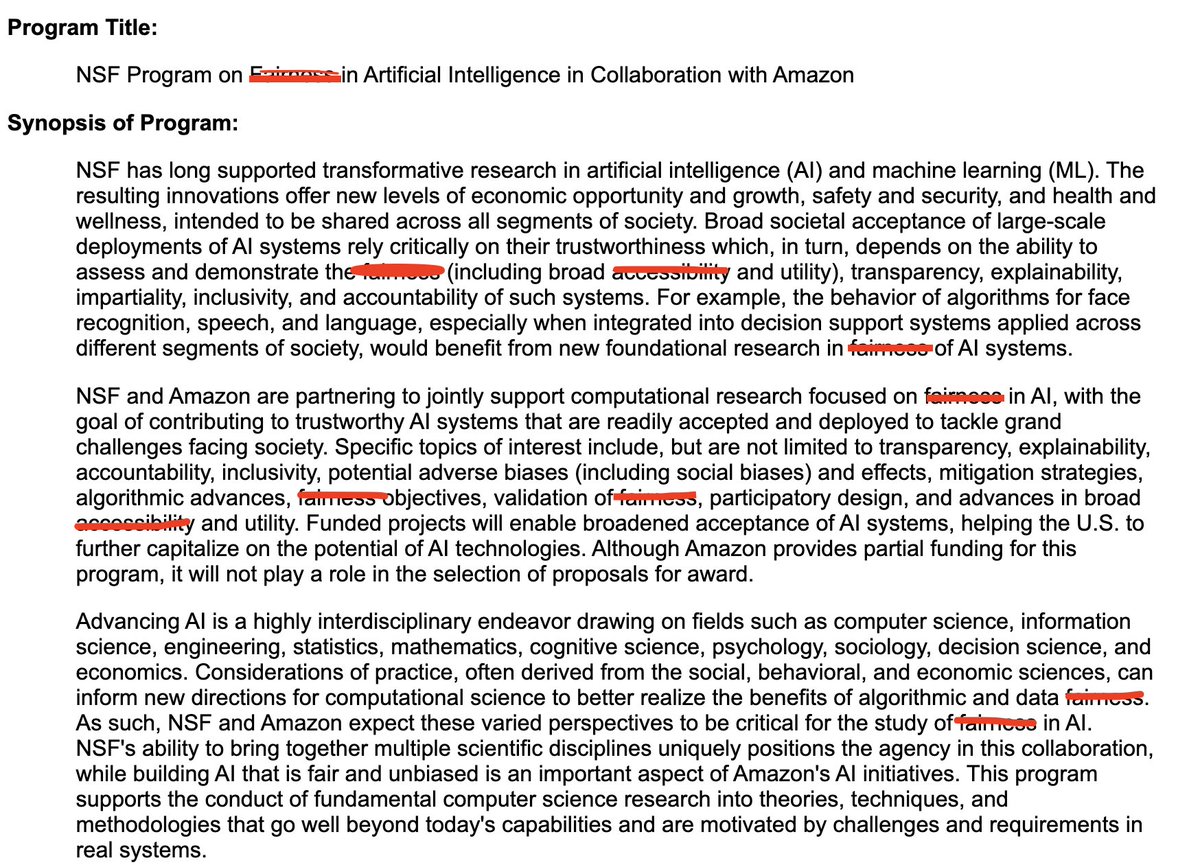 Program Title:
NSF Program on Fairness in Artificial Intelligence in Collaboration with Amazon
Synopsis of Program:
NSF has long supported transformative research in artificial intelligence (AI) and machine learning (ML). The
resulting innovations offer new levels of economic opportunity and growth, safety and security, and health and
wellness, intended to be shared across all segments of society. Broad societal acceptance of large-scale
deployments of AI systems rely critically on their trustworthiness which, in turn, depends on the ability to
assess and demonstrate the (including broad accessibility and utility), transparency, explainability,
impartiality, inclusivity, and accountability of such systems. For example, the behavior of algorithms for face
recognition, speech, and language, especially when integrated into decision support systems applied across
different segments of society, would benefit from new foundational research in fairness of AI systems.
NSF and Amazon are partnering to jointly support computational research focused on fairness in AI, with the
goal of contributing to trustworthy AI systems that are readily accepted and deployed to tackle grand
challenges facing society. Specific topics of interest include, but are not limited to transparency, explainability,
accountability, inclusivity, potential adverse biases (including social biases) and effects, mitigation strategies,
algorithmic advances, fairness objectives, validation of fairness, participatory design, and advances in broad
accessibility and utility. Funded projects will enable broadened acceptance of AI systems, helping the U.S. to
further capitalize on the potential of AI technologies. Although Amazon provides partial funding for this
program, it will not play a role in the selection of proposals for award.
Advancing AI is a highly interdisciplinary endeavor drawing on fields such as computer science, information
science, engineering, statistics, mathematics, cognitive science, psychology, sociology, decision science, and
economics. Considerations of practice, often derived from the social, behavioral, and economic sciences, can
inform new directions for computational science to better realize the benefits of algorithmic and data fairness.
As such, NSF and Amazon expect these varied perspectives to be critical for the study of fairness in AI.
NSF's ability to bring together multiple scientific disciplines uniquely positions the agency in this collaboration,
while building AI that is fair and unbiased is an important aspect of Amazon's AI initiatives. This program
supports the conduct of fundamental computer science research into theories, techniques, and
methodologies that go well beyond today's capabilities and are motivated by challenges and requirements in
real systems.